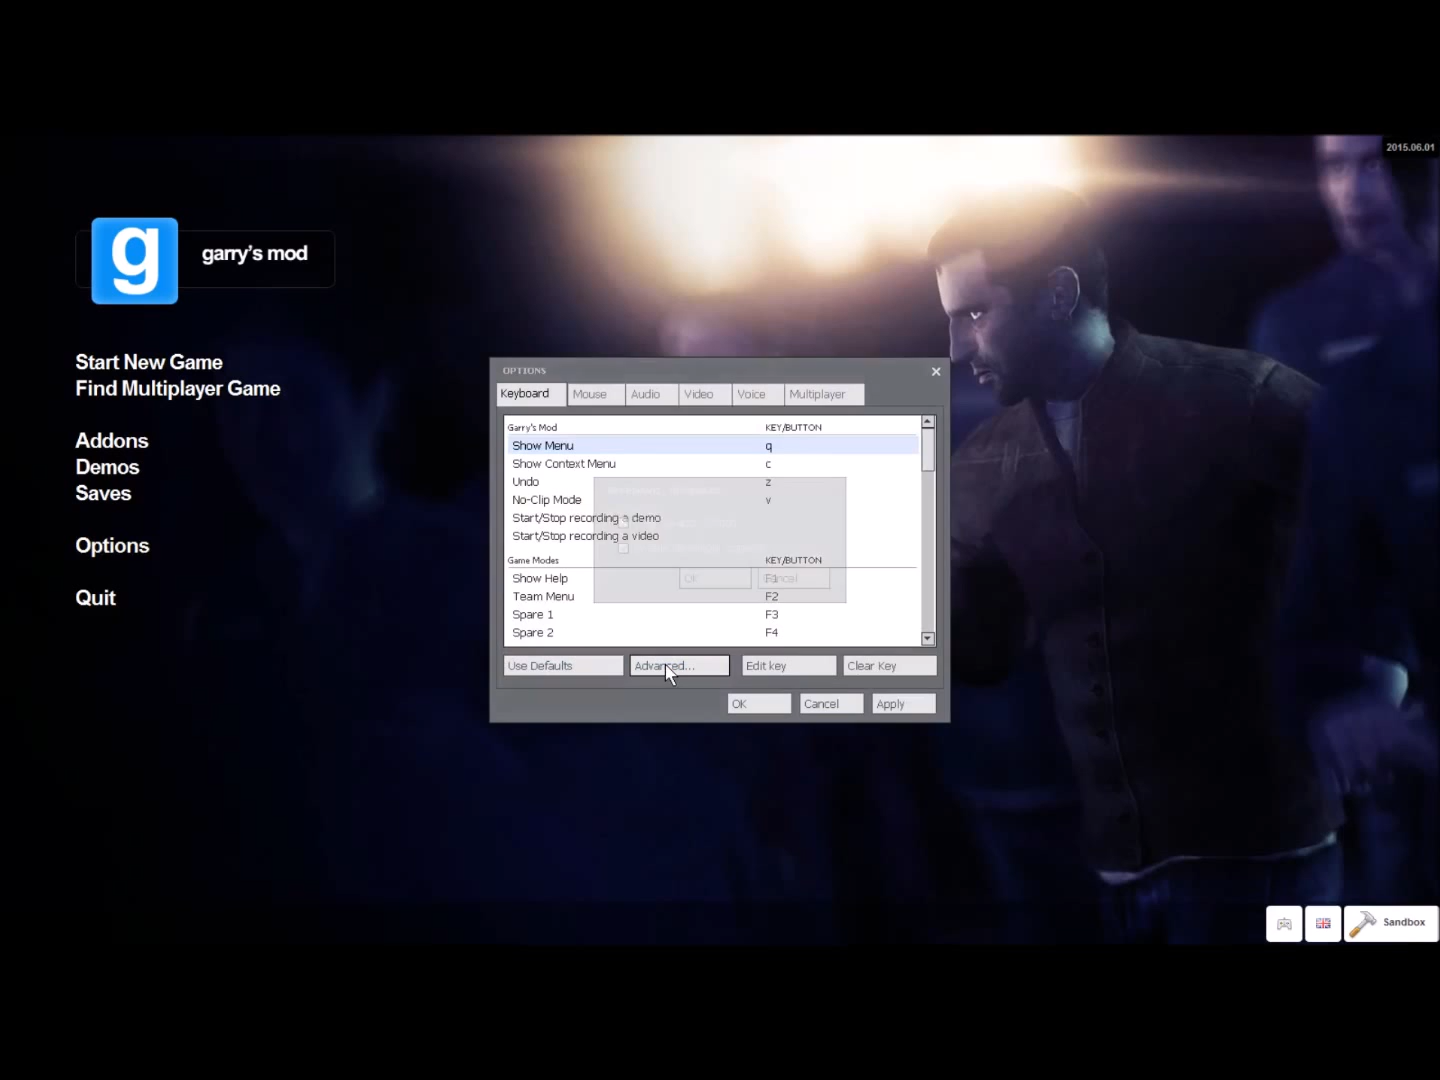 2015.06.01
g garry's mod
Start New Game
Find Multiplayer Game
Addons
Demos
Saves
Options
Quit
OPTIONS
Keyboard Mouse Audio Video Voice Multiplayer
Garry's Mod KEY/BUTTON
Show Menu q
Show Context Menu c
Undo z
No-Clip Mode v
Start/Stop recording a demo
Start/Stop recording a video
Game Modes KEY/BUTTON
OK Cancel
Show Help F1
Team Menu F2
Spare 1 F3
Spare 2 F4
Use Defaults Advanced... Edit key Clear Key
OK Cancel Apply
Sandbox